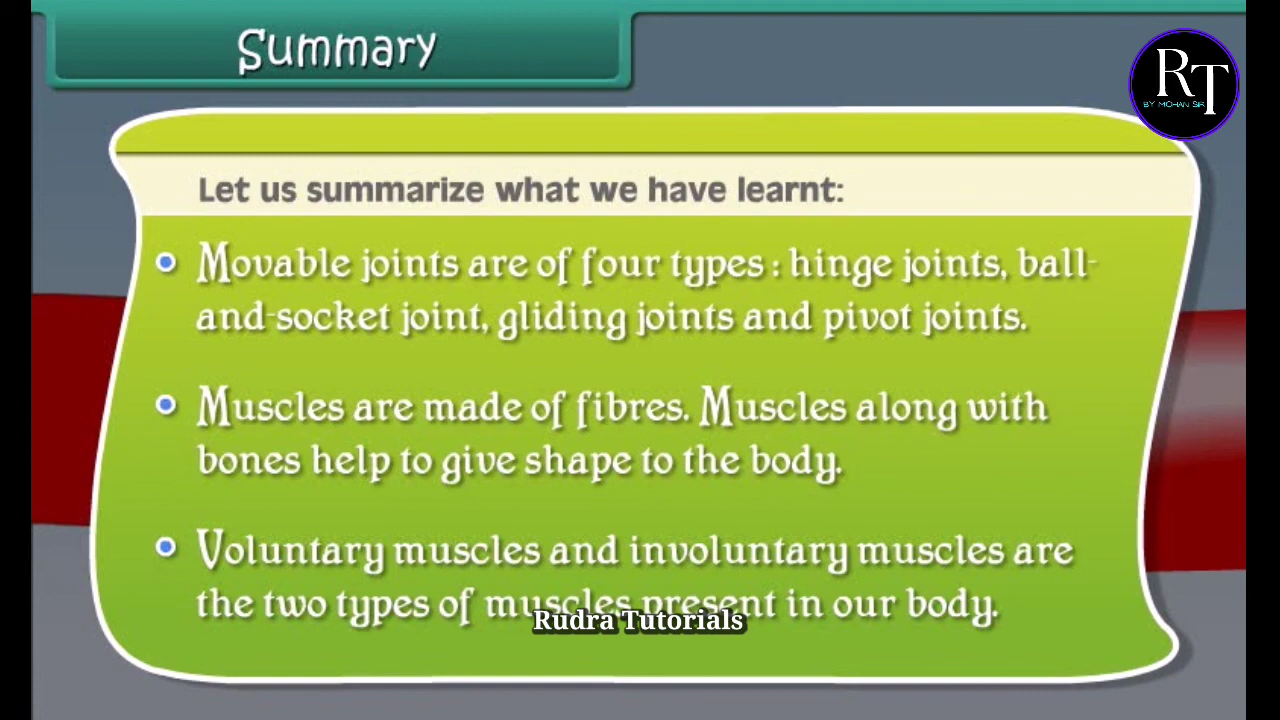 Summary
RT
BY MOHAN SIR
Let us summarize what we have learnt:
Movable joints are of four types : hinge joints, ball-
and-socket joint, gliding joints and pivot joints.
Muscles are made of fibres. Muscles along with
bones help to give shape to the body.
Voluntary muscles and involuntary muscles are
the two types of muscles present in our body.
Rudra Tutorials